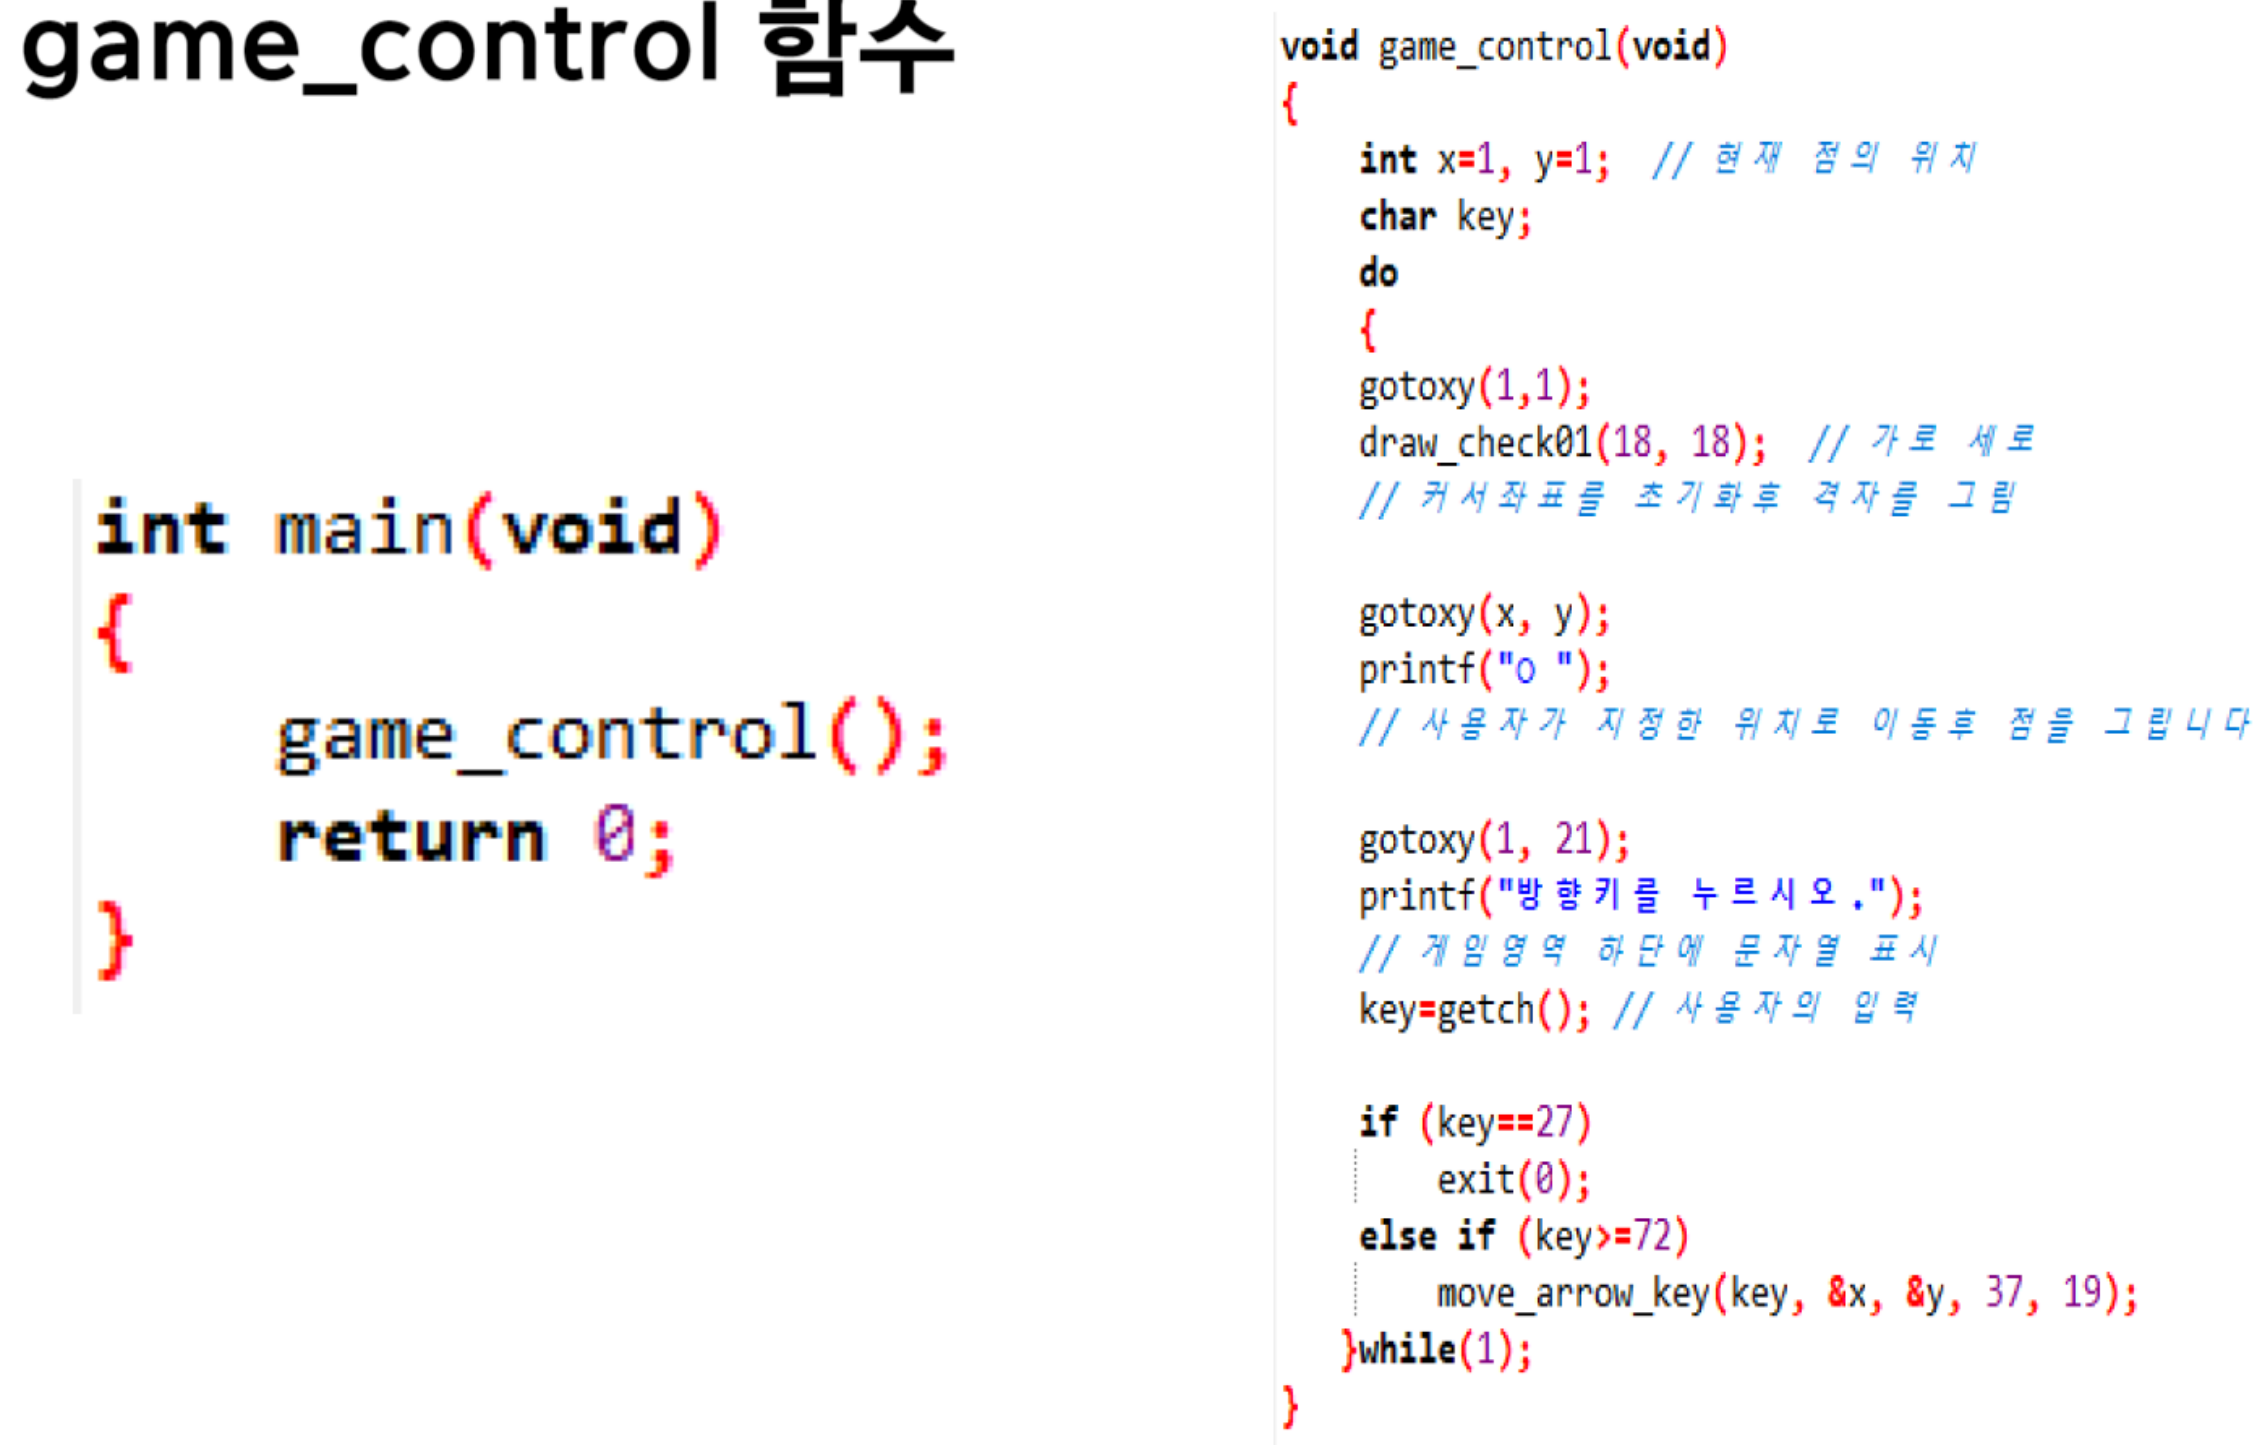 game_control 함수
int main(void)
{
    game_control();
    return 0;
}
void game_control(void)
{
    int x=1, y=1;  // 현재 점의 위치
    char key;
    do
    {
    gotoxy(1,1);
    draw_check01(18, 18);  // 가로 세로
    // 커서좌표를 초기화후 격자를 그림
    gotoxy(x, y);
    printf("○ ");
    // 사용자가 지정한 위치로 이동후 점을 그립니다
    gotoxy(1, 21);
    printf("방향키를 누르시오.");
    // 게임영역 하단에 문자열 표시
    key=getch(); // 사용자의 입력
    if (key==27)
        exit(0);
    else if (key>=72)
        move_arrow_key(key, &x, &y, 37, 19);
   }while(1);
}